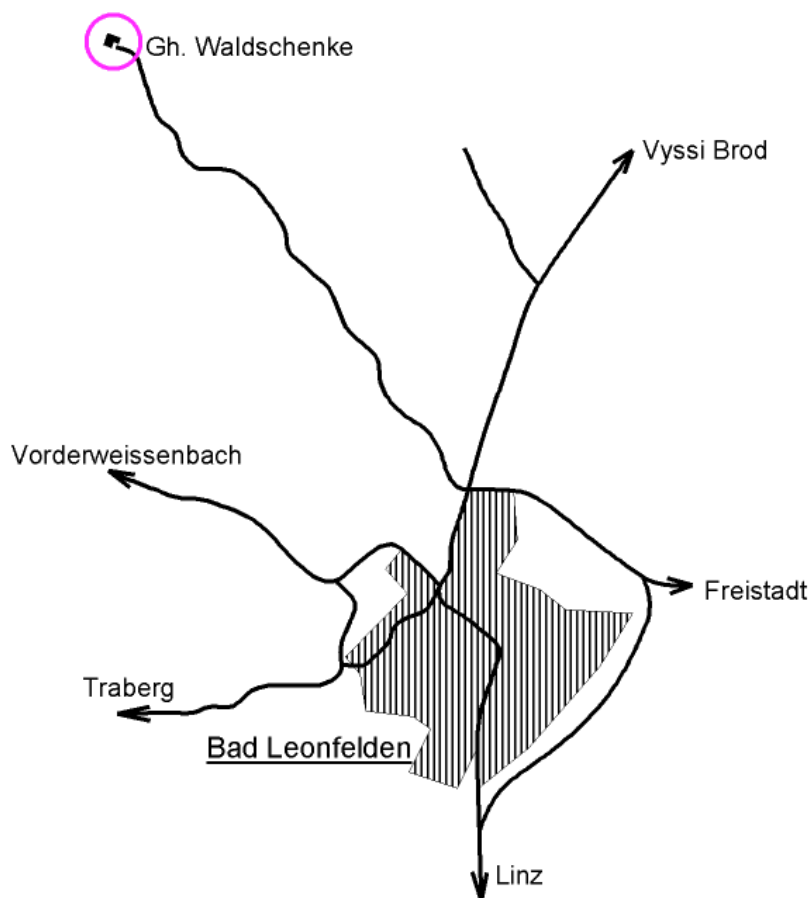 Gh. Waldschenke
Vyssi Brod
Vorderweissenbach
Freistadt
Traberg
Bad Leonfelden
Linz